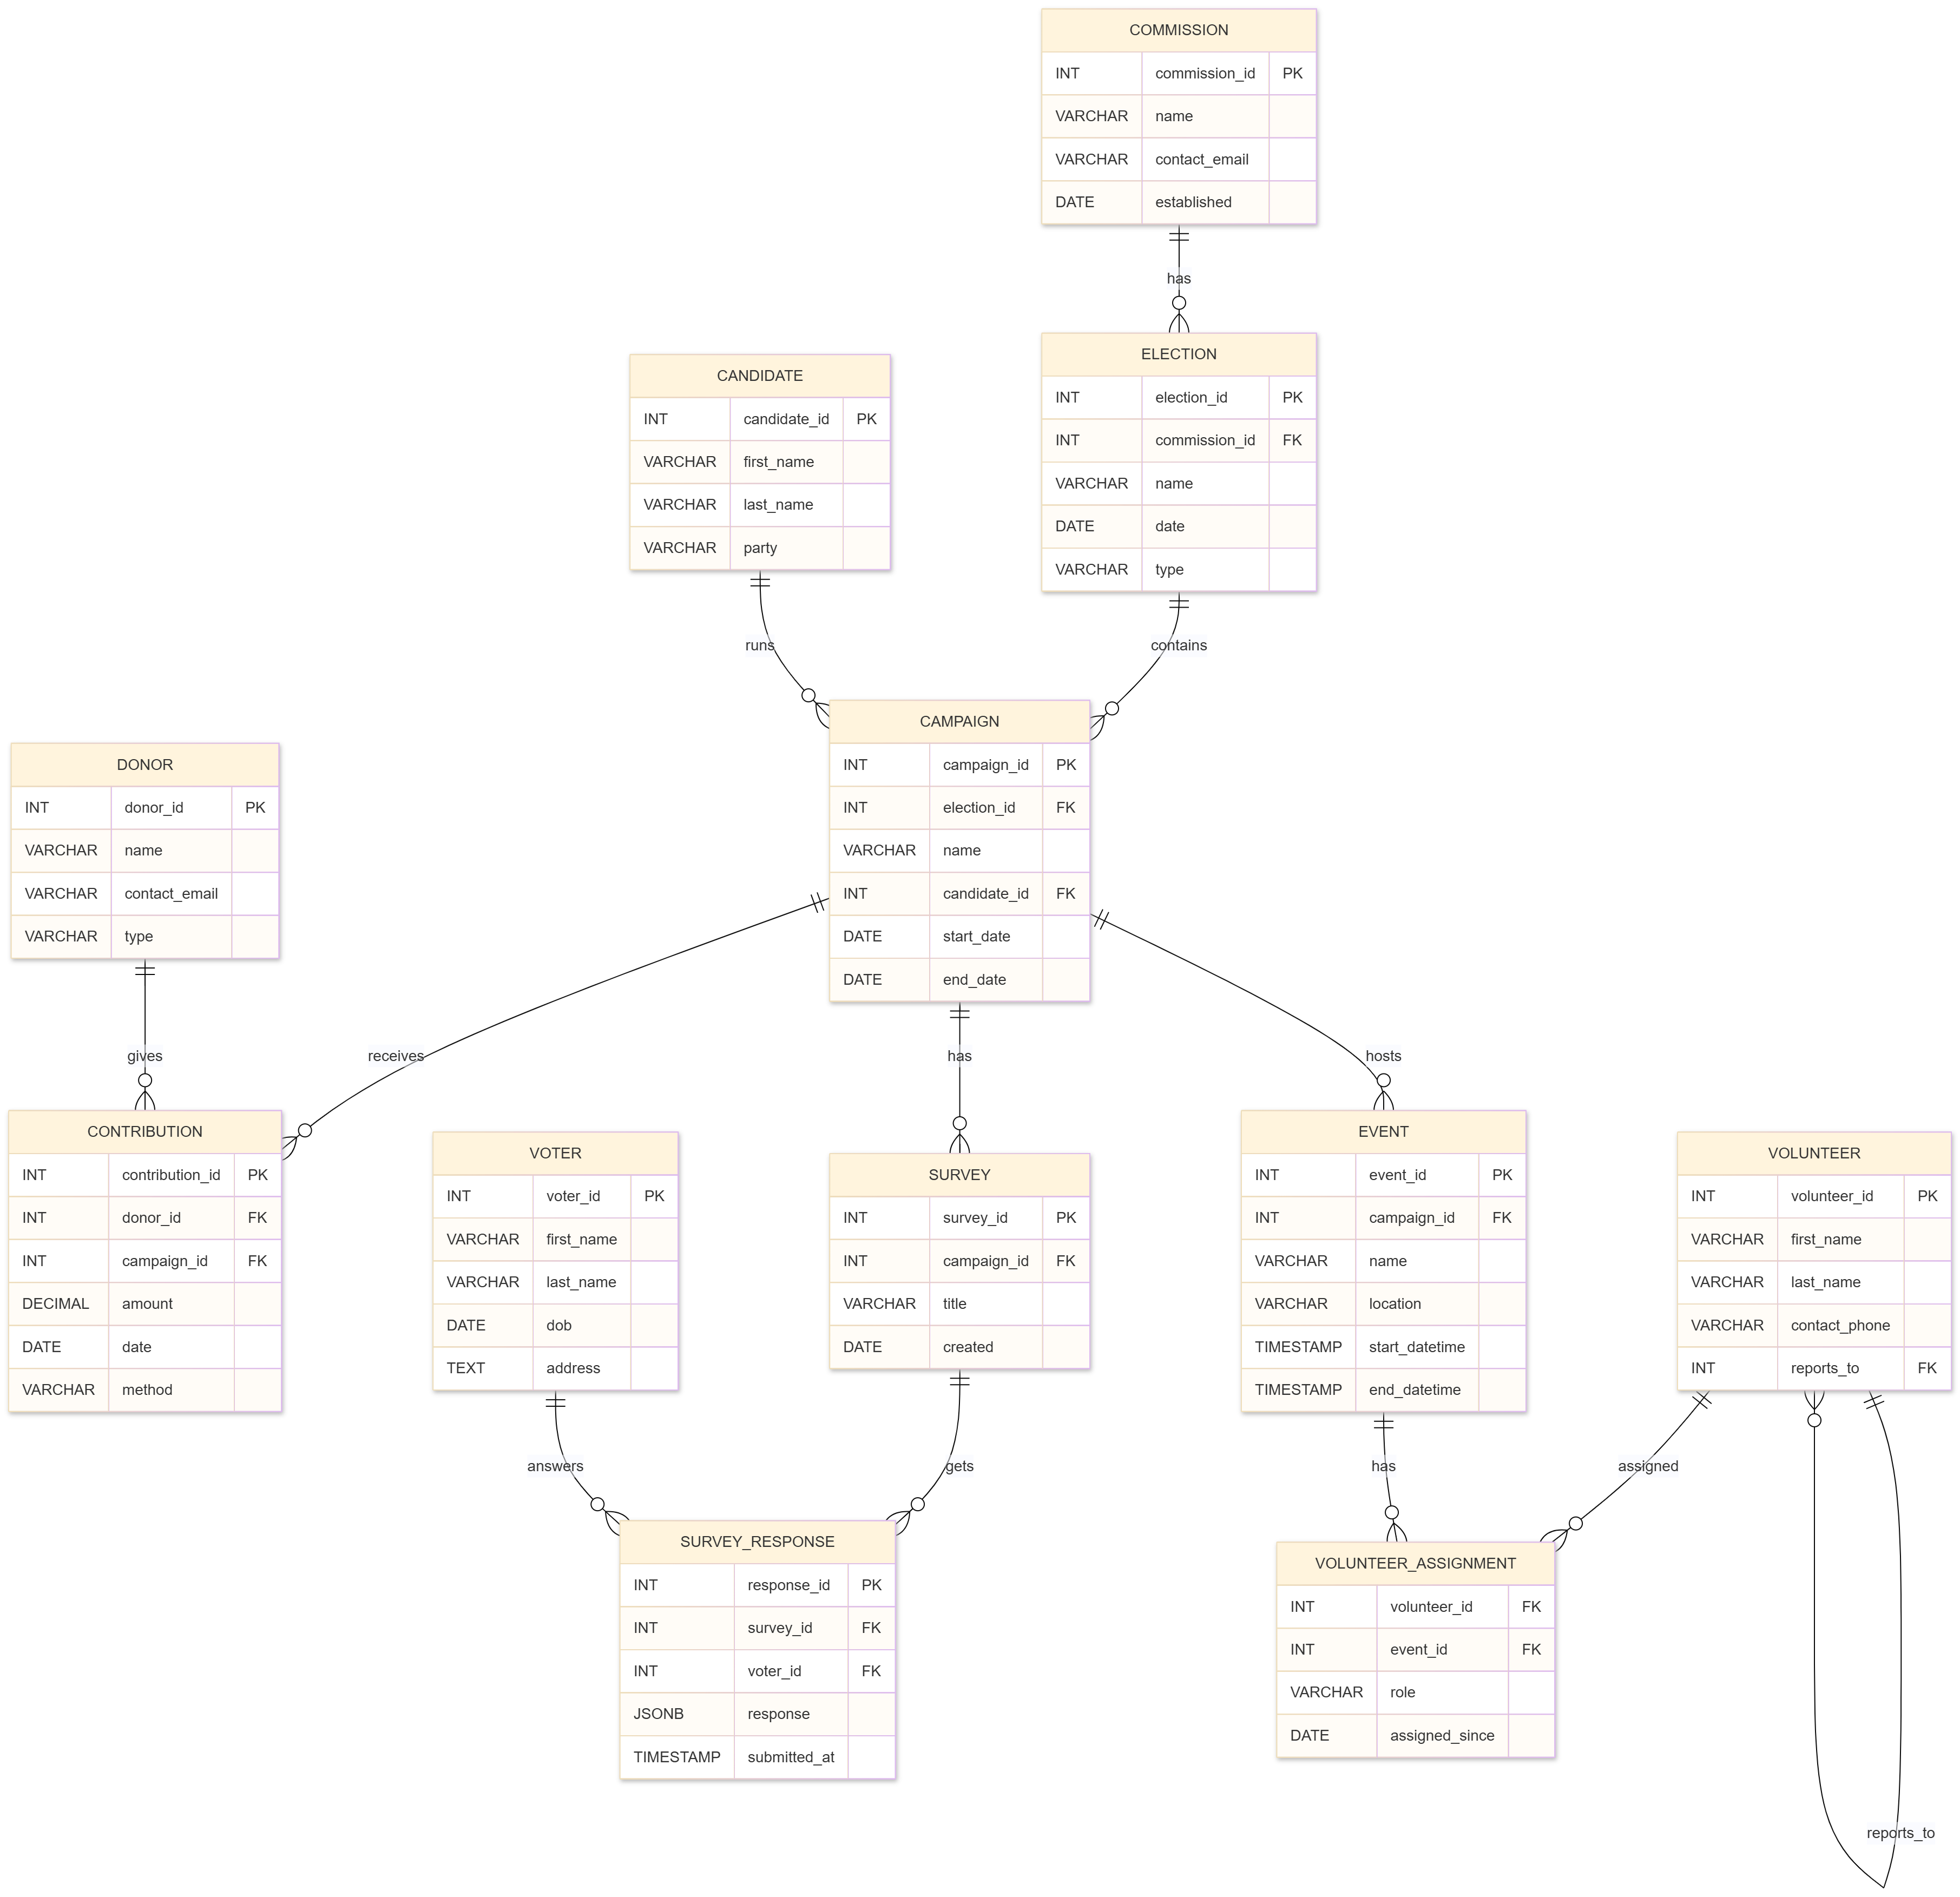 COMMISSION
INT commission_id PK
VARCHAR name
VARCHAR contact_email
DATE established
has
CANDIDATE
INT candidate_id PK
VARCHAR first_name
VARCHAR last_name
VARCHAR party
ELECTION
INT election_id PK
INT commission_id FK
VARCHAR name
DATE date
VARCHAR type
runs
contains
CAMPAIGN
INT campaign_id PK
INT election_id FK
VARCHAR name
INT candidate_id FK
DATE start_date
DATE end_date
DONOR
INT donor_id PK
VARCHAR name
VARCHAR contact_email
VARCHAR type
gives
receives
has
hosts
CONTRIBUTION
INT contribution_id PK
INT donor_id FK
INT campaign_id FK
DECIMAL amount
DATE date
VARCHAR method
VOTER
INT voter_id PK
VARCHAR first_name
VARCHAR last_name
DATE dob
TEXT address
SURVEY
INT survey_id PK
INT campaign_id FK
VARCHAR title
DATE created
EVENT
INT event_id PK
INT campaign_id FK
VARCHAR name
VARCHAR location
TIMESTAMP start_datetime
TIMESTAMP end_datetime
VOLUNTEER
INT volunteer_id PK
VARCHAR first_name
VARCHAR last_name
VARCHAR contact_phone
INT reports_to FK
answers
gets
has
assigned
SURVEY_RESPONSE
INT response_id PK
INT survey_id FK
INT voter_id FK
JSONB response
TIMESTAMP submitted_at
VOLUNTEER_ASSIGNMENT
INT volunteer_id FK
INT event_id FK
VARCHAR role
DATE assigned_since
reports_to